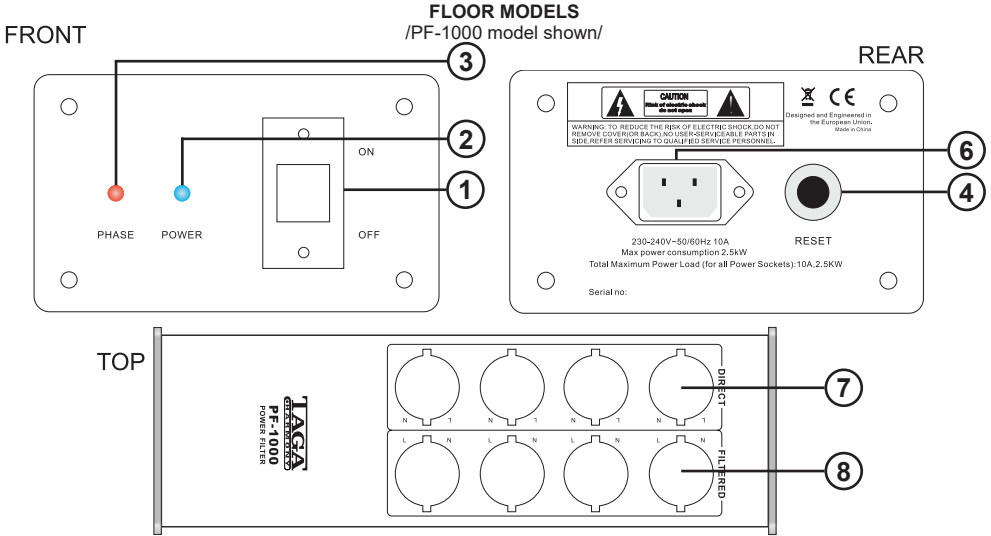 FLOOR MODELS
/PF-1000 model shown/
FRONT
3
2
1
ON
OFF
PHASE
POWER
REAR
CAUTION
Risk of electric shock
do not open
WARNING: TO REDUCE THE RISK OF ELECTRIC SHOCK,DO NOT
REMOVE COVER(OR BACK),NO USER-SERVICEABLE PARTS IN
SIDE,REFER SERVICING TO QUALIFIED SERVICE PERSONNEL.
CE
Designed and Engineered in
the European Union.
Made in China
6
4
RESET
230-240V~50/60Hz 10A
Max power consumption 2.5kW
Total Maximum Power Load (for all Power Sockets):10A,2.5KW
Serial no:
TOP
TAGA
HARMONY
PF-1000
POWER FILTER
N L N L N L N L
DIRECT
7
L N L N L N L N
FILTERED
8